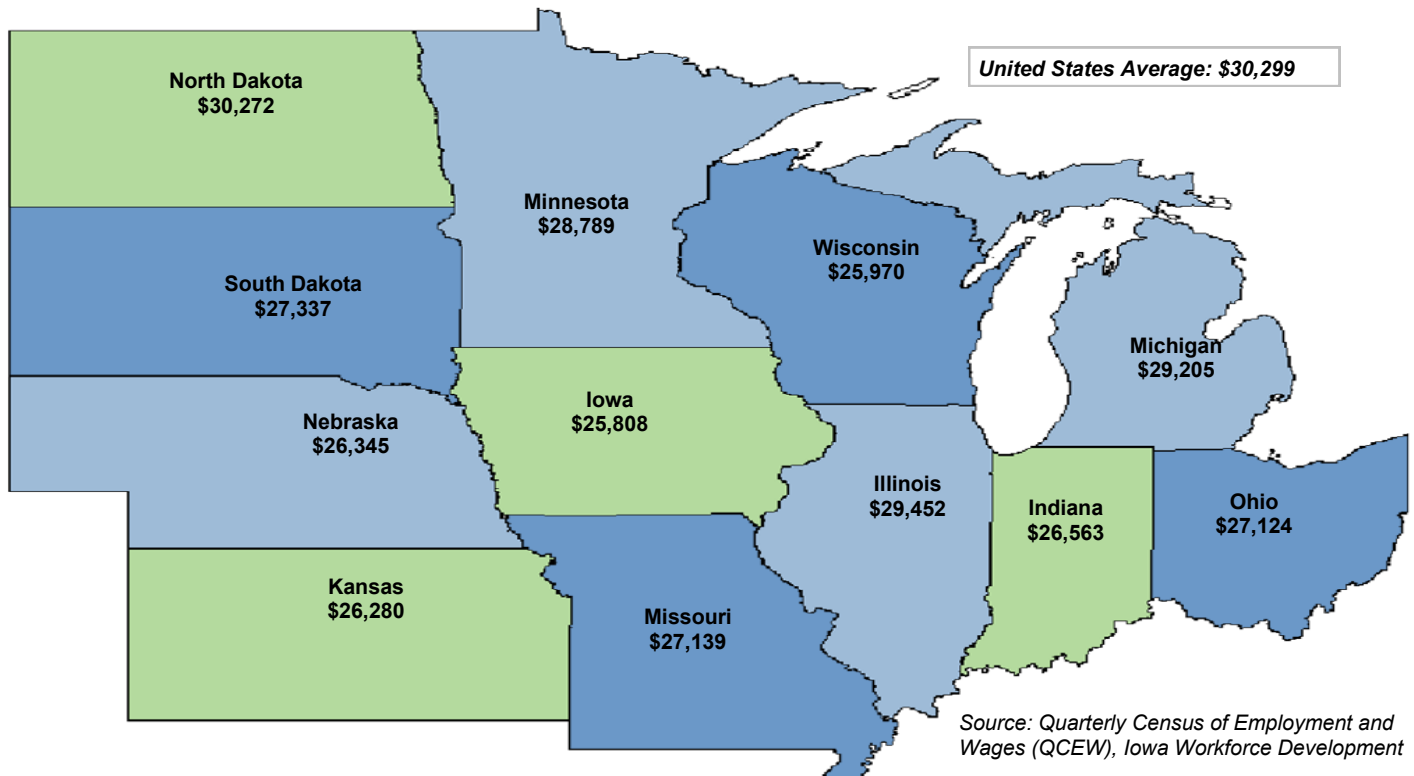 United States Average: $30,299
North Dakota
$30,272
Minnesota
$28,789
Wisconsin
$25,970
South Dakota
$27,337
Michigan
$29,205
Iowa
$25,808
Nebraska
$26,345
Illinois
$29,452
Indiana
$26,563
Ohio
$27,124
Kansas
$26,280
Missouri
$27,139
Source: Quarterly Census of Employment and
Wages (QCEW), Iowa Workforce Development